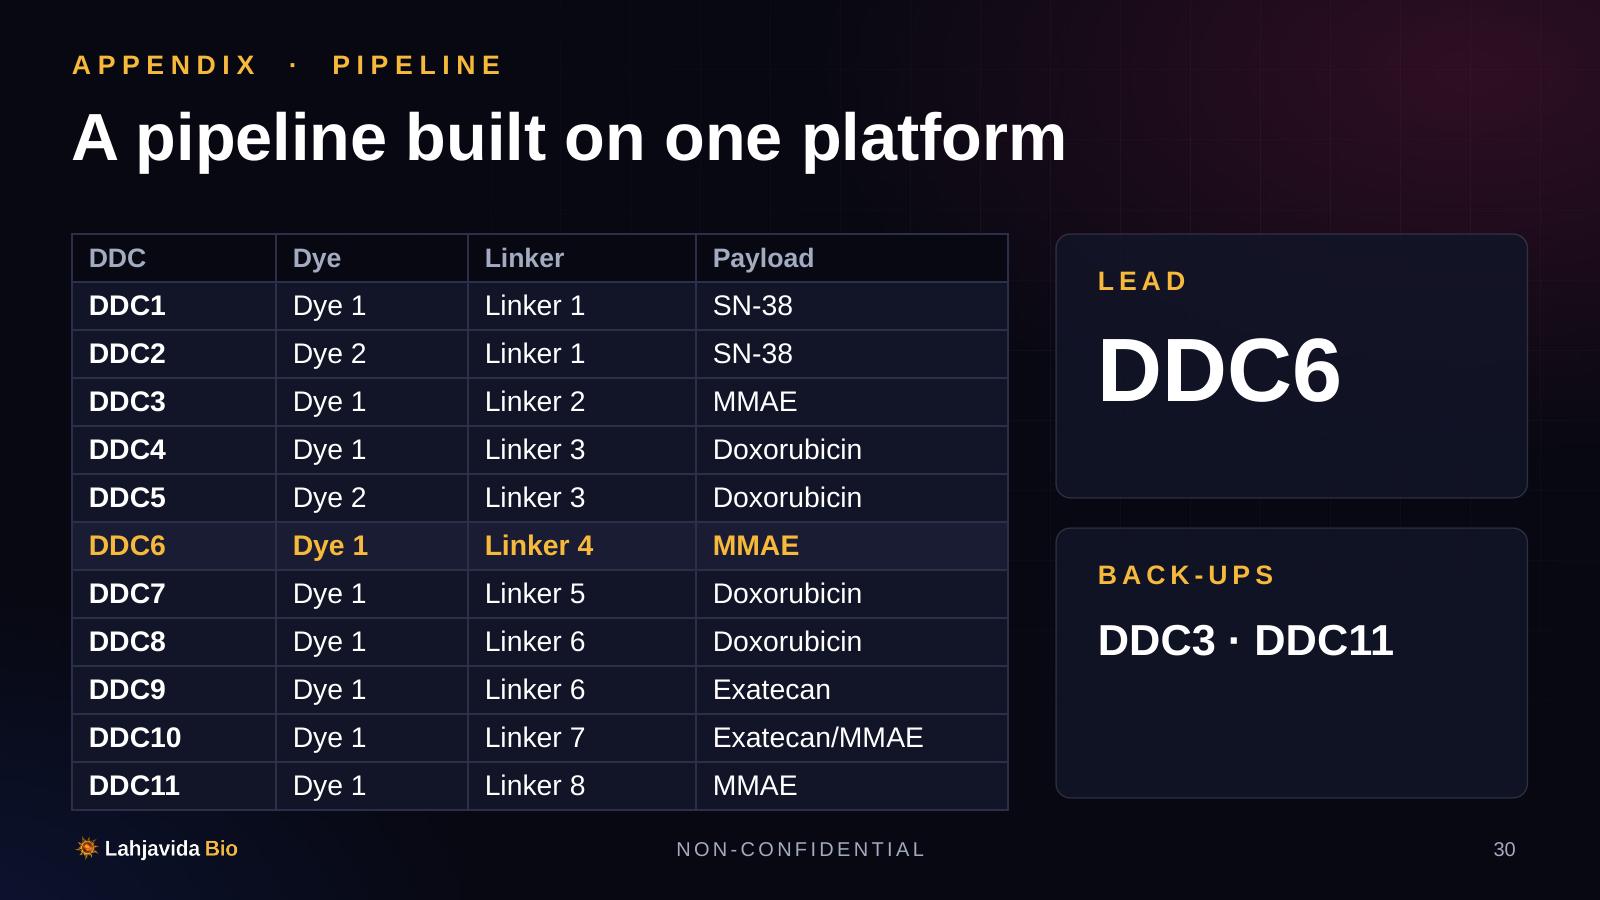 APPENDIX · PIPELINE
A pipeline built on one platform
DDC Dye Linker Payload
DDC1 Dye 1 Linker 1 SN-38
DDC2 Dye 2 Linker 1 SN-38
DDC3 Dye 1 Linker 2 MMAE
DDC4 Dye 1 Linker 3 Doxorubicin
DDC5 Dye 2 Linker 3 Doxorubicin
DDC6 Dye 1 Linker 4 MMAE
DDC7 Dye 1 Linker 5 Doxorubicin
DDC8 Dye 1 Linker 6 Doxorubicin
DDC9 Dye 1 Linker 6 Exatecan
DDC10 Dye 1 Linker 7 Exatecan/MMAE
DDC11 Dye 1 Linker 8 MMAE
LEAD
DDC6
BACK-UPS
DDC3 · DDC11
Lahjavida Bio
NON-CONFIDENTIAL
30